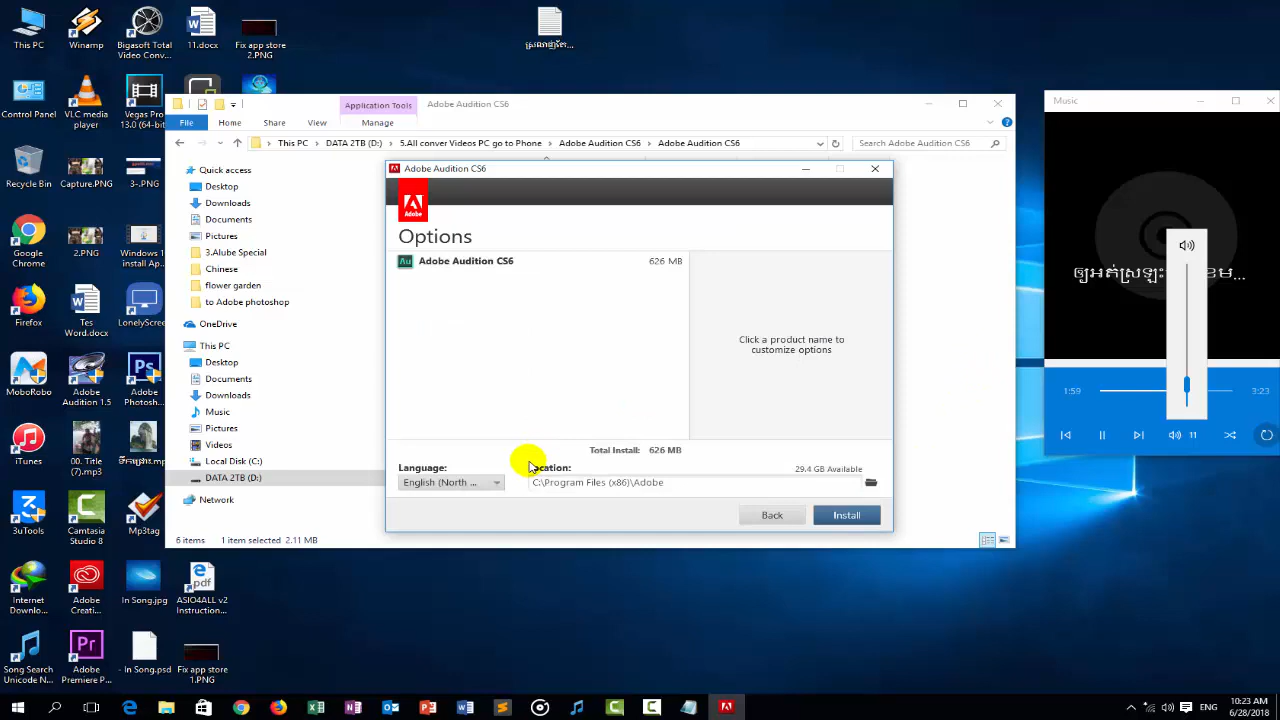 This PC
Winamp
Bigasoft Total
Video Conv...
11.docx
Fix app store
2.PNG
Control Panel
VLC media
player
Vegas Pro
13.0 (64-bit)
Recycle Bin
Capture.PNG
3-.PNG
Google
Chrome
2.PNG
Windows 1
install Ap...
Firefox
Tes
Word.docx
LonelyScree
MoboRobo
Adobe
Audition 1.5
Ps
Adobe
Photosh...
iTunes
00. Title
(7).mp3
3uTools
Camtasia
Studio 8
Mp3tag
Internet
Downlo...
Adobe
Creati...
In Song.jpg
pdf
ASIO4ALL v2
Instruction...
Song Search
Unicode N...
Pr
Adobe
Premiere P...
- In Song.psd
Fix app store
1.PNG
Application Tools
Adobe Audition CS6
File
Home
Share
View
Manage
This PC > DATA 2TB (D:) > 5.All conver Videos PC go to Phone > Adobe Audition CS6 > Adobe Audition CS6
Search Adobe Audition CS6
Quick access
Desktop
Downloads
Documents
Pictures
3.Alube Special
Chinese
flower garden
to Adobe photoshop
OneDrive
This PC
Desktop
Documents
Downloads
Music
Pictures
Videos
Local Disk (C:)
DATA 2TB (D:)
Network
6 items
1 item selected 2.11 MB
Adobe Audition CS6
Adobe
Options
Au
Adobe Audition CS6
626 MB
Click a product name to
customize options
Total Install: 626 MB
Language:
English (North ...
29.4 GB Available
C:\Program Files (x86)\Adobe
Back
Install
Music
1:59
3:23
11
ENG
10:23 AM
6/28/2018